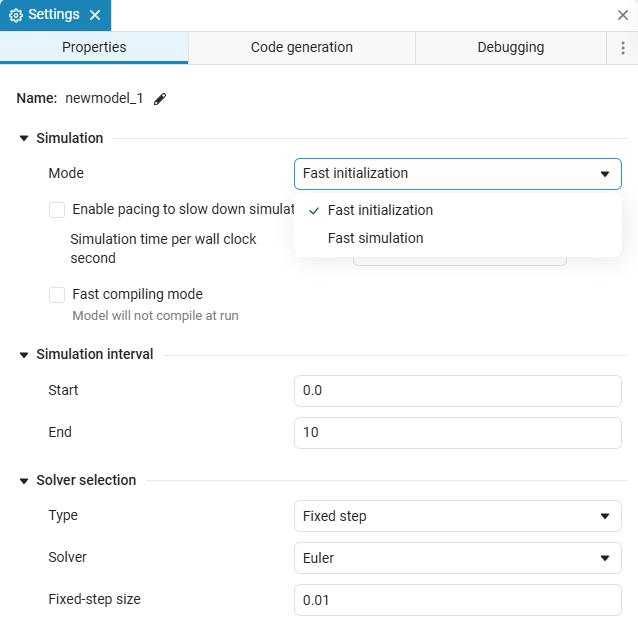 Settings
Properties
Code generation
Debugging
Name: newmodel_1
Simulation
Mode
Fast initialization
Enable pacing to slow down simulat
Fast initialization
Fast simulation
Simulation time per wall clock
second
Fast compiling mode
Model will not compile at run
Simulation interval
Start
0.0
End
10
Solver selection
Type
Fixed step
Solver
Euler
Fixed-step size
0.01